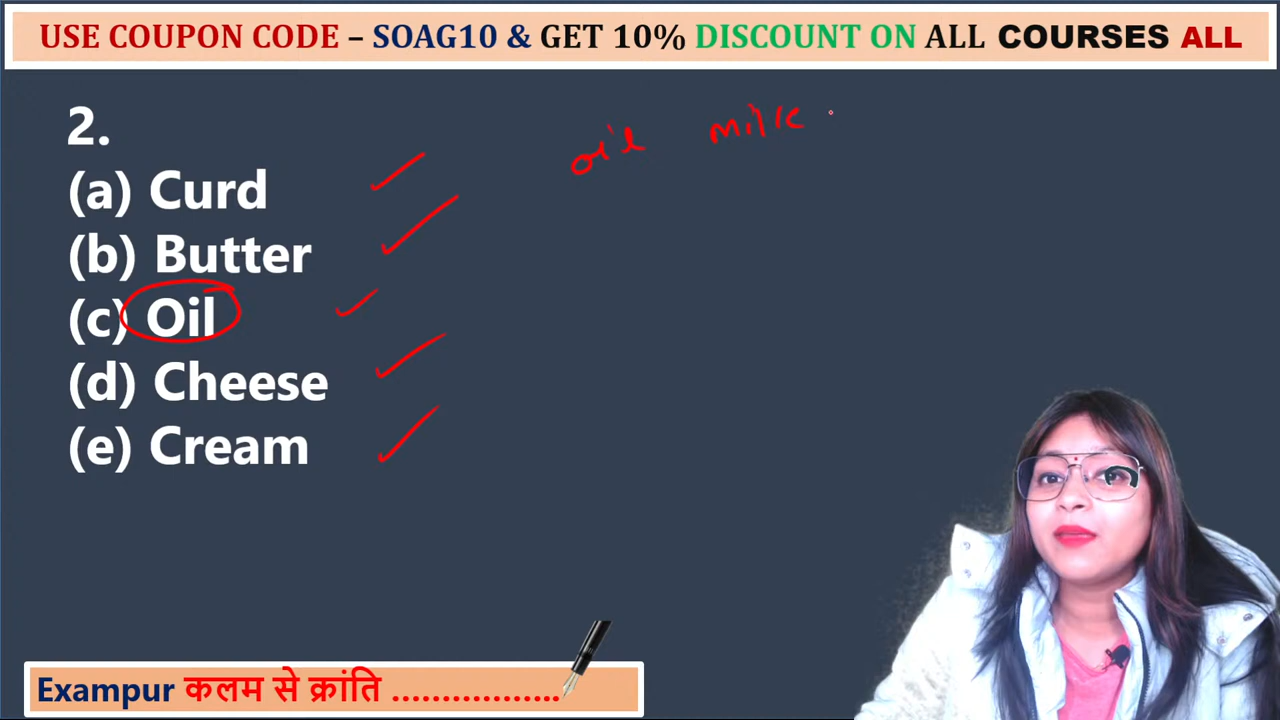 USE COUPON CODE – SOAG10 & GET 10% DISCOUNT ON ALL COURSES ALL
2.
oil milk
(a) Curd
(b) Butter
(c) Oil
(d) Cheese
(e) Cream
Exampur कलम से क्रांति ……………..